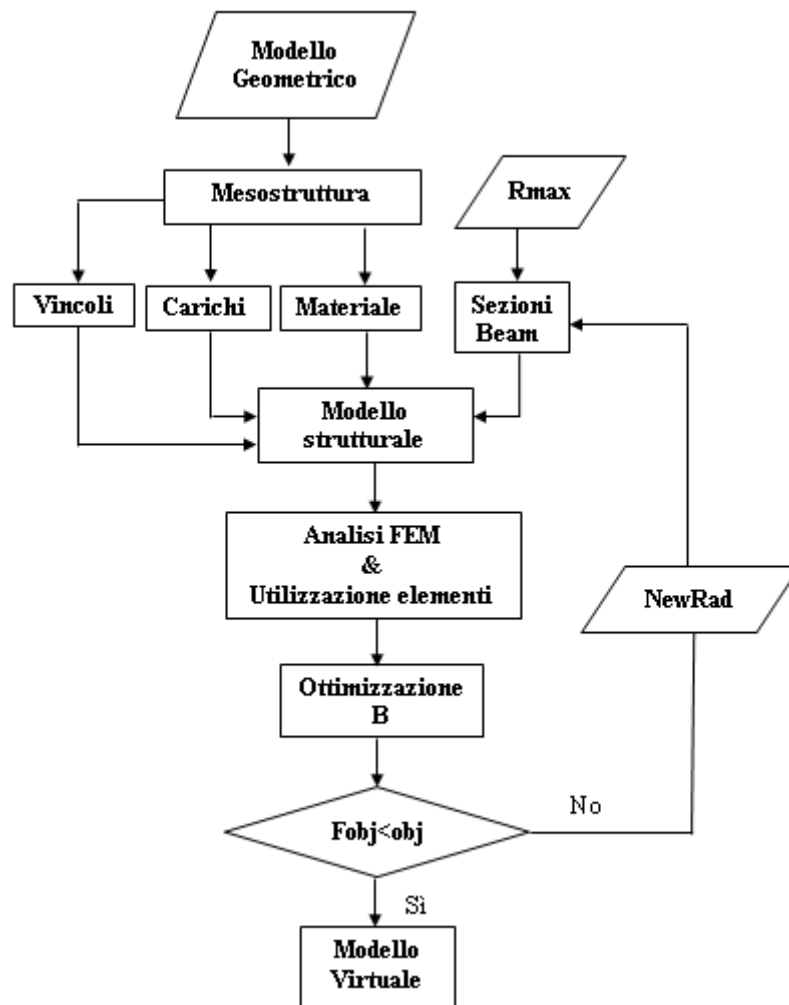 Modello
Geometrico
Mesostruttura
Rmax
Vincoli
Carichi
Materiale
Sezioni
Beam
Modello
strutturale
Analisi FEM
&
Utilizzazione elementi
NewRad
Ottimizzazione
B
Fobj<obj
No
Sì
Modello
Virtuale